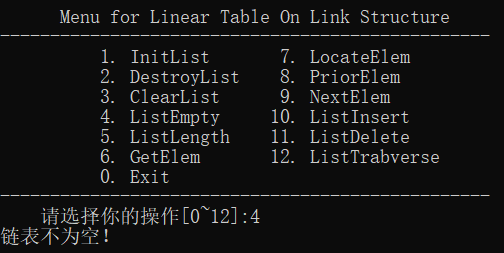 Menu for Linear Table On Link Structure
-------------------------------------------------
1. InitList 7. LocateElem
2. DestroyList 8. PriorElem
3. ClearList 9. NextElem
4. ListEmpty 10. ListInsert
5. ListLength 11. ListDelete
6. GetElem 12. ListTrabverse
0. Exit
-------------------------------------------------
请选择你的操作[0~12]:4
链表不为空!